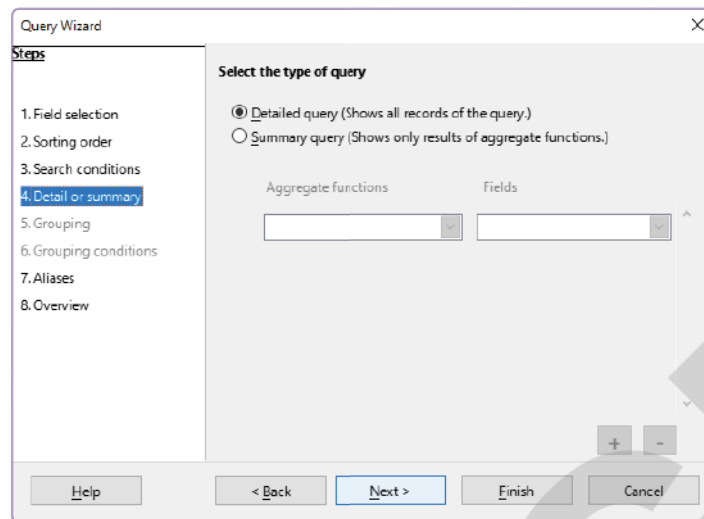 Query Wizard
Steps
1. Field selection
2. Sorting order
3. Search conditions
4. Detail or summary
5. Grouping
6. Grouping conditions
7. Aliases
8. Overview
Select the type of query
Detailed query (Shows all records of the query.)
Summary query (Shows only results of aggregate functions.)
Aggregate functions Fields
+ -
Help < Back Next > Finish Cancel